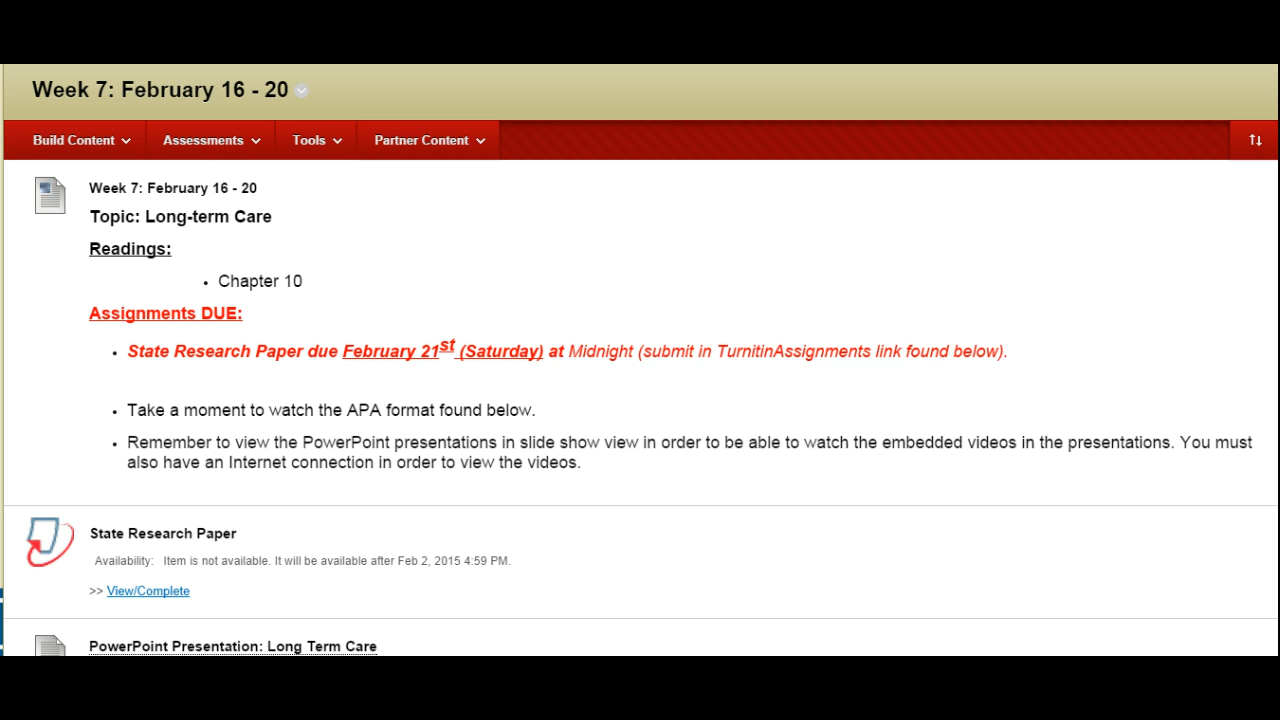 Week 7: February 16 - 20
Build Content
Assessments
Tools
Partner Content
Week 7: February 16 - 20
Topic: Long-term Care
Readings:
• Chapter 10
Assignments DUE:
• State Research Paper due February 21st (Saturday) at Midnight (submit in TurnitinAssignments link found below).
• Take a moment to watch the APA format found below.
• Remember to view the PowerPoint presentations in slide show view in order to be able to watch the embedded videos in the presentations. You must
also have an Internet connection in order to view the videos.
State Research Paper
Availability: Item is not available. It will be available after Feb 2, 2015 4:59 PM.
>> View/Complete
PowerPoint Presentation: Long Term Care